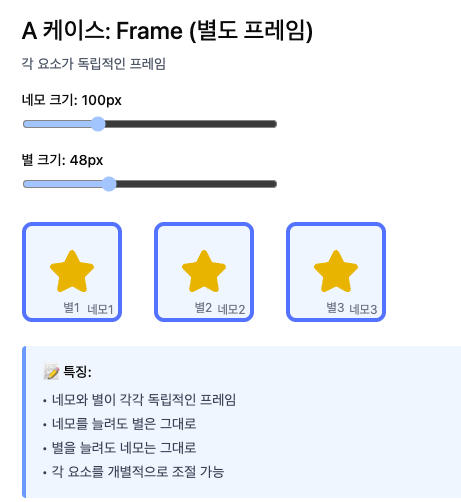 A 케이스: Frame (별도 프레임)
각 요소가 독립적인 프레임
네모 크기: 100px
별 크기: 48px
별1 네모1
별2 네모2
별3 네모3
📝 특징:
• 네모와 별이 각각 독립적인 프레임
• 네모를 늘려도 별은 그대로
• 별을 늘려도 네모는 그대로
• 각 요소를 개별적으로 조절 가능